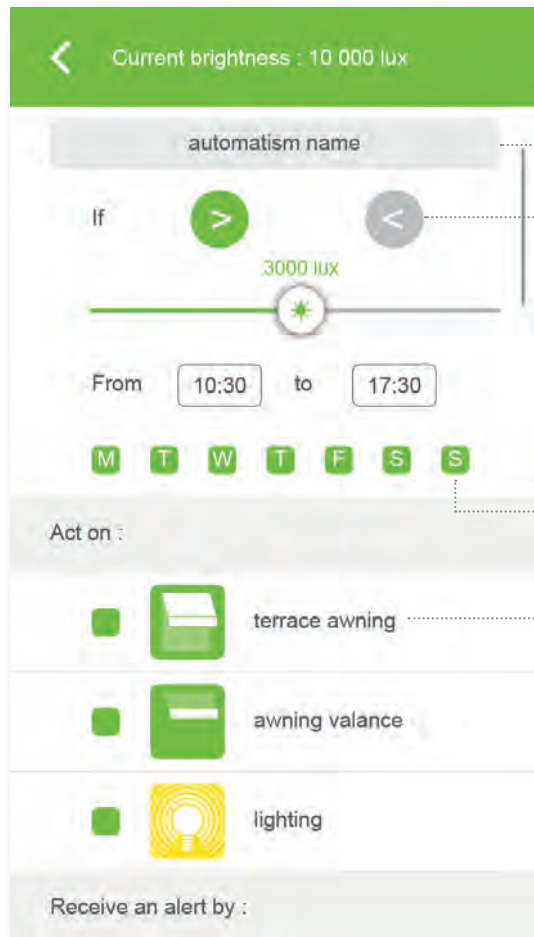 Current brightness : 10 000 lux
automatism name
If > <
3000 lux
From 10:30 to 17:30
M T W T F S S
Act on :
terrace awning
awning valance
lighting
Receive an alert by :